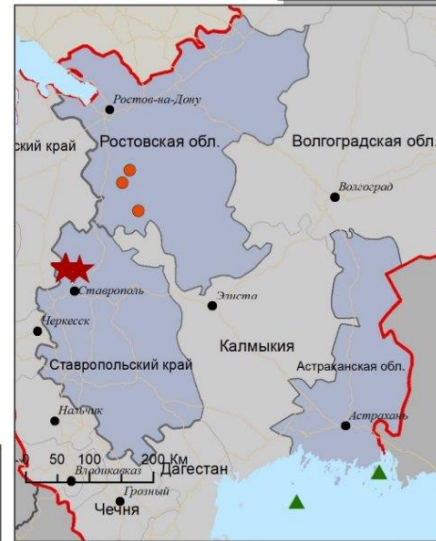 Ростов-на-Дону
ский край
Ростовская обл.
Волгоградская обл.
Волгоград
Ставрополь
Элиста
Черкесск
Калмыкия
Ставропольский край
Астраханская обл.
Нальчик
Астрахань
0 50 100 200 Км
Владикавказ
Дагестан
Грозный
Чечня